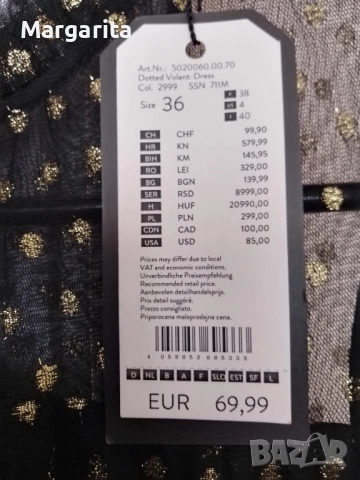 Margarita
Art.Nr.: 5020060.00.70
Dotted Volant-Dress
Col. 2999 SSN 711M
Size 36
F 38
US 4
I 40
CH CHF 99,90
HR KN 579,99
BIH KM 145,95
RO LEI 329,00
BG BGN 139,99
SER RSD 8999,00
H HUF 20990,00
PL PLN 299,00
CDN CAD 100,00
USA USD 85,00
Prices may differ due to local
VAT and economic conditions.
Unverbindliche Preisempfehlung
Recommended retail price.
Aanbevolen detailhandelsprijs.
Prix detail suggéré.
Prezzo consigliato.
Priporocena maloprodajna cena.
4 059953 695333
D NL B A F SLO EST SF L
EUR 69,99
BAZAR